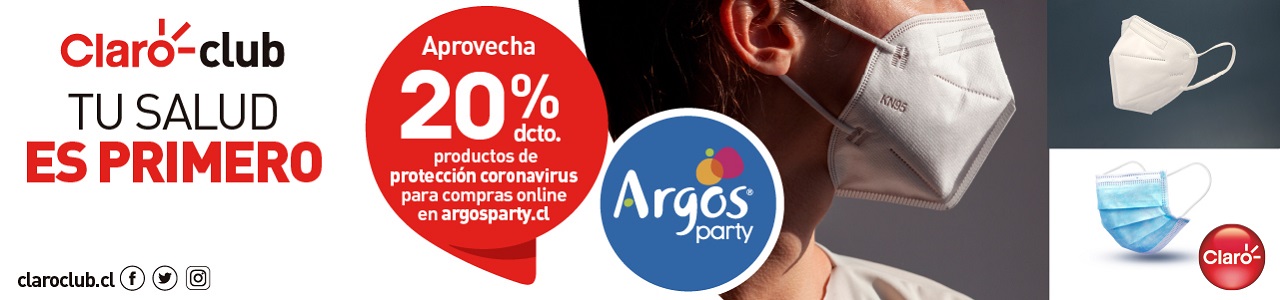 Claro-club
TU SALUD
ES PRIMERO
claroclub.cl
Aprovecha
20%
dcto.
productos de
protección coronavirus
para compras online
en argosparty.cl
Argos®
party
KN95
Claro-